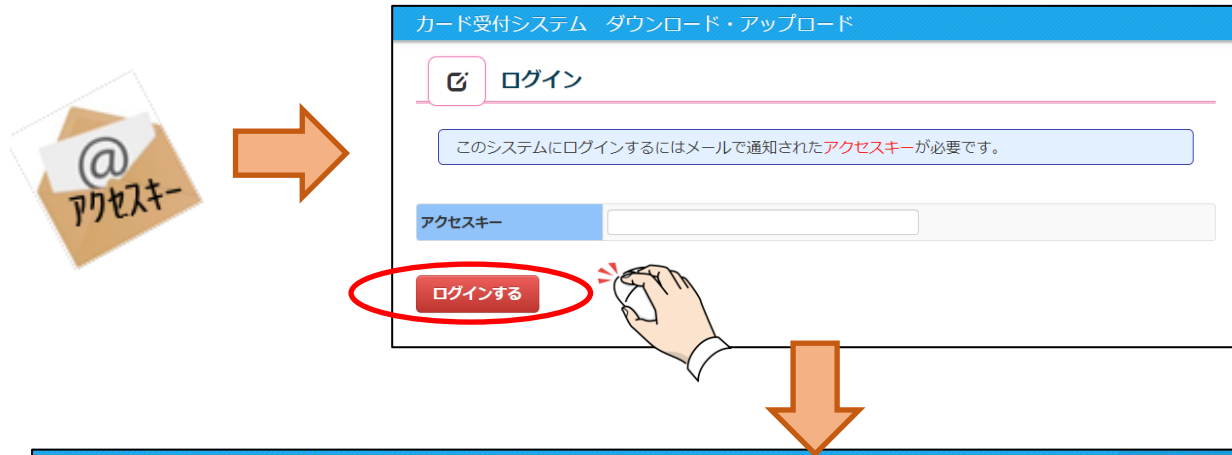 カード受付システム　ダウンロード・アップロード
ログイン
@
アクセスキー
このシステムにログインするにはメールで通知されたアクセスキーが必要です。
アクセスキー
ログインする